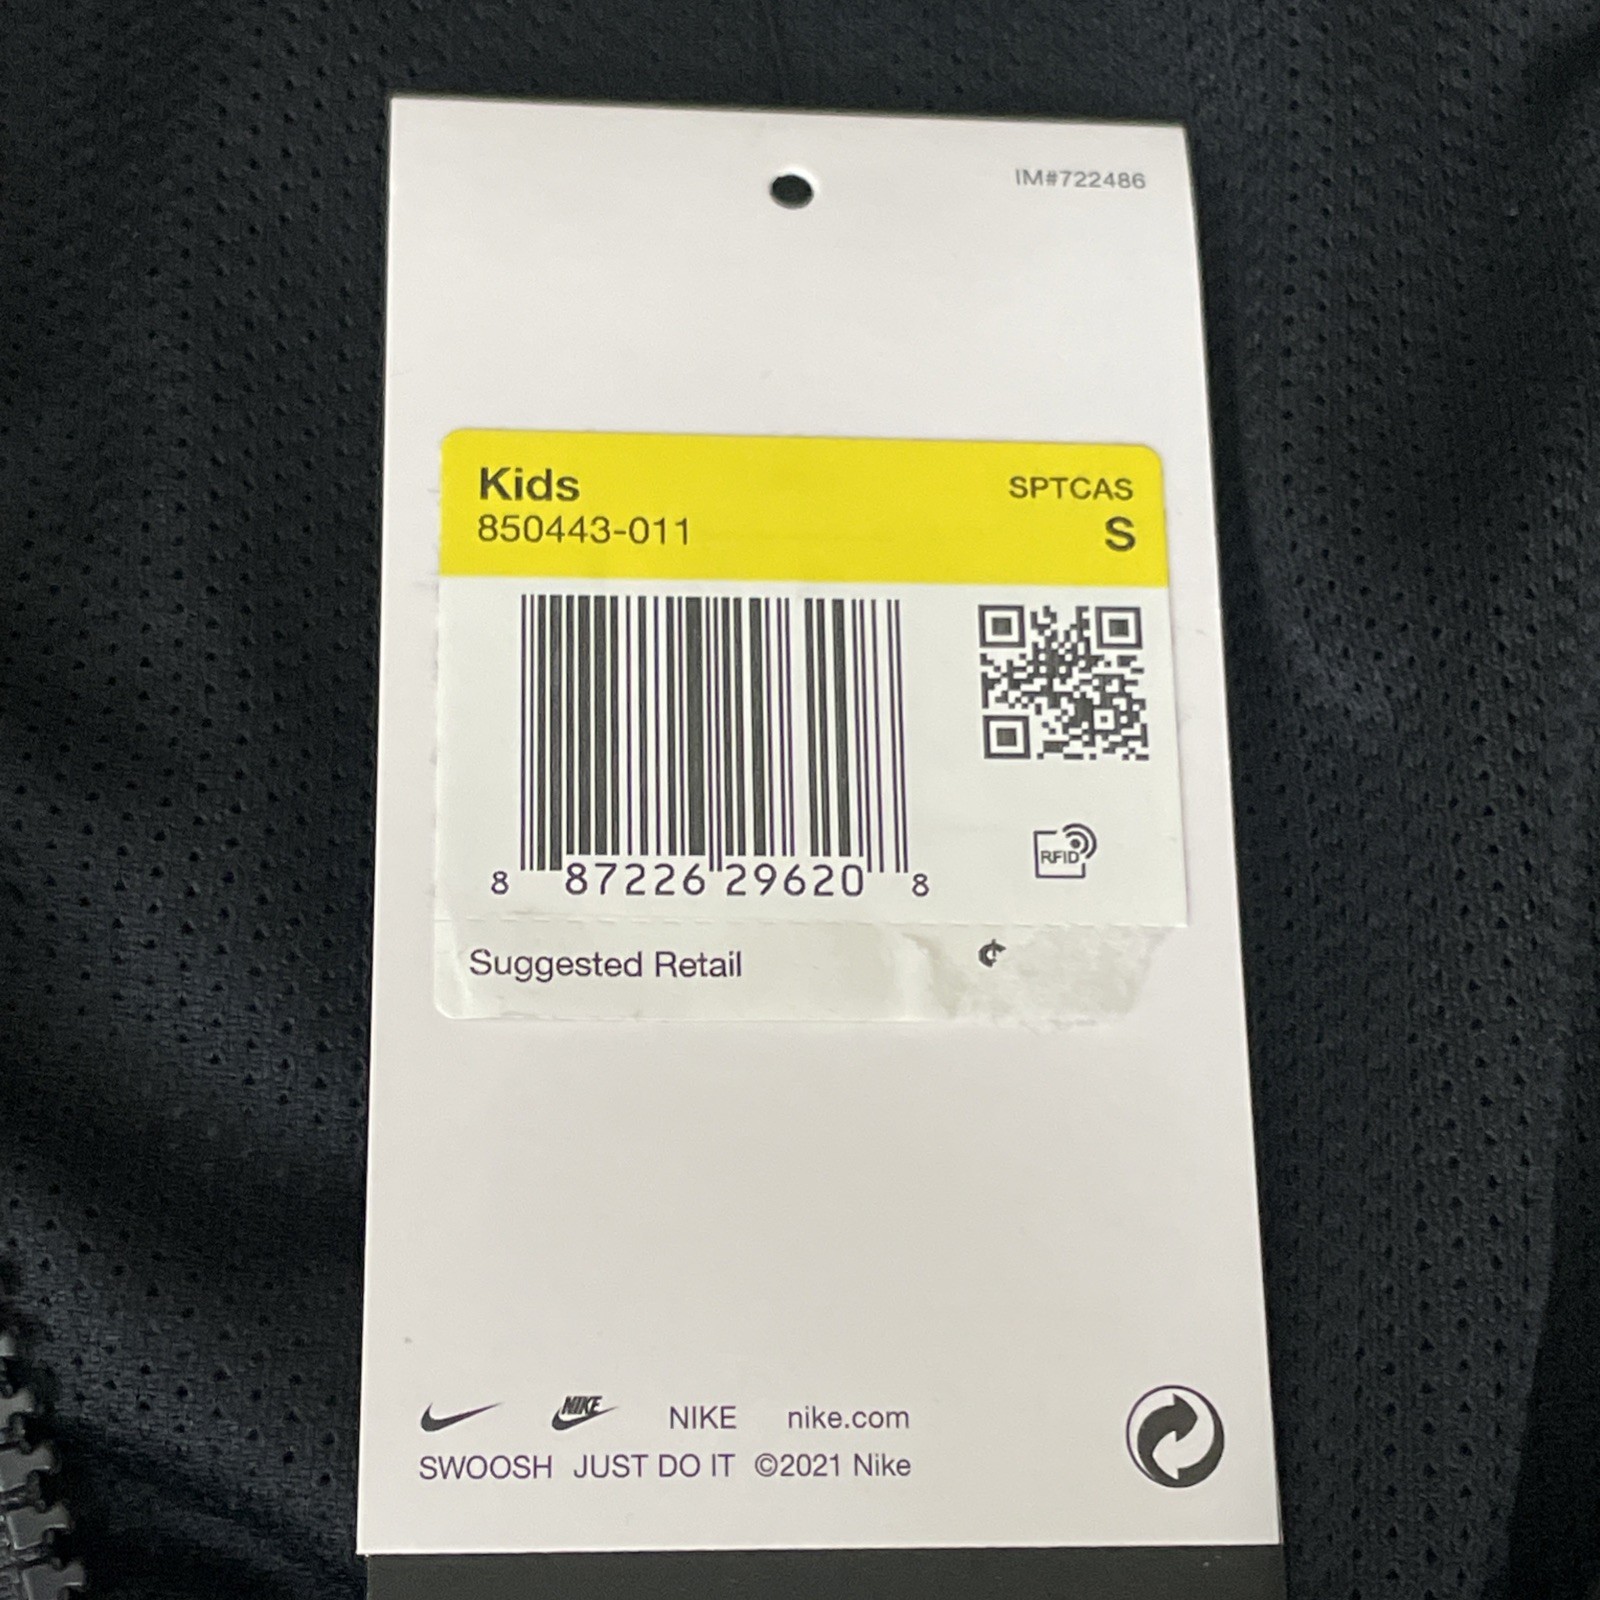 IM#722486
Kids
SPTCAS
850443-011
S
8 87226 29620 8
RFID
Suggested Retail
NIKE NIKE nike.com
SWOOSH JUST DO IT ©2021 Nike